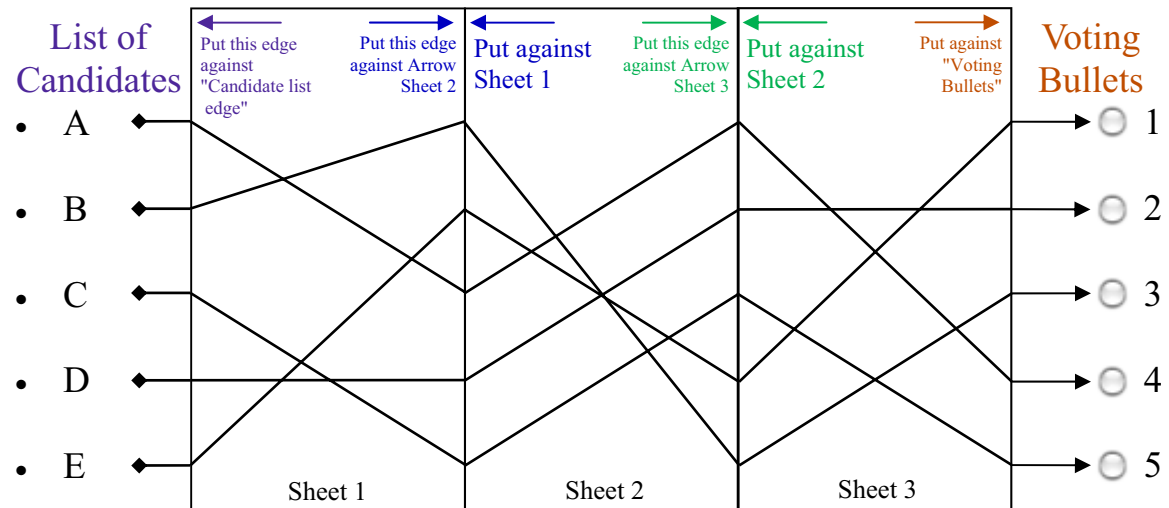 List of
Candidates
Put this edge
against
"Candidate list
edge"
Put this edge
against Arrow
Sheet 2
Put against
Sheet 1
Put this edge
against Arrow
Sheet 3
Put against
Sheet 2
Put against
"Voting
Bullets"
Voting
Bullets
• A
• B
• C
• D
• E
1
2
3
4
5
Sheet 1
Sheet 2
Sheet 3